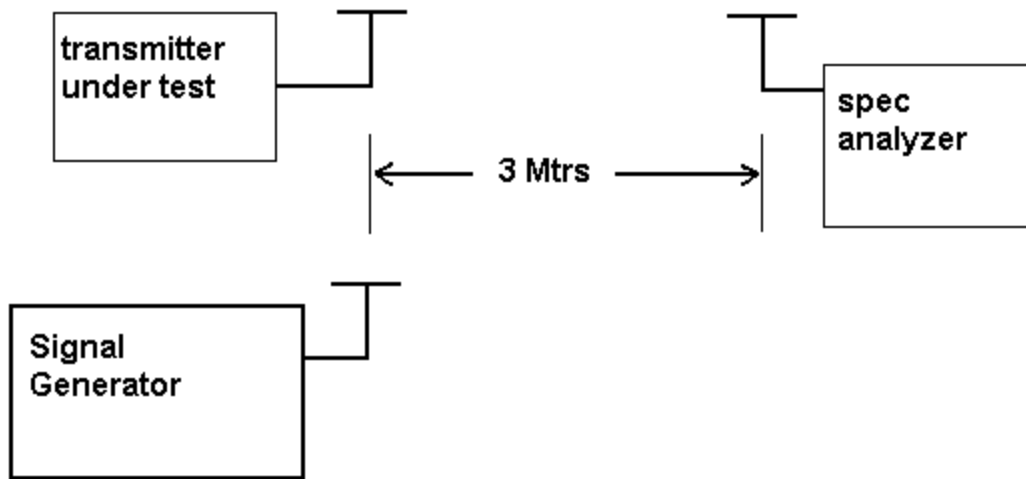 transmitter
under test
spec
analyzer
3 Mtrs
Signal
Generator